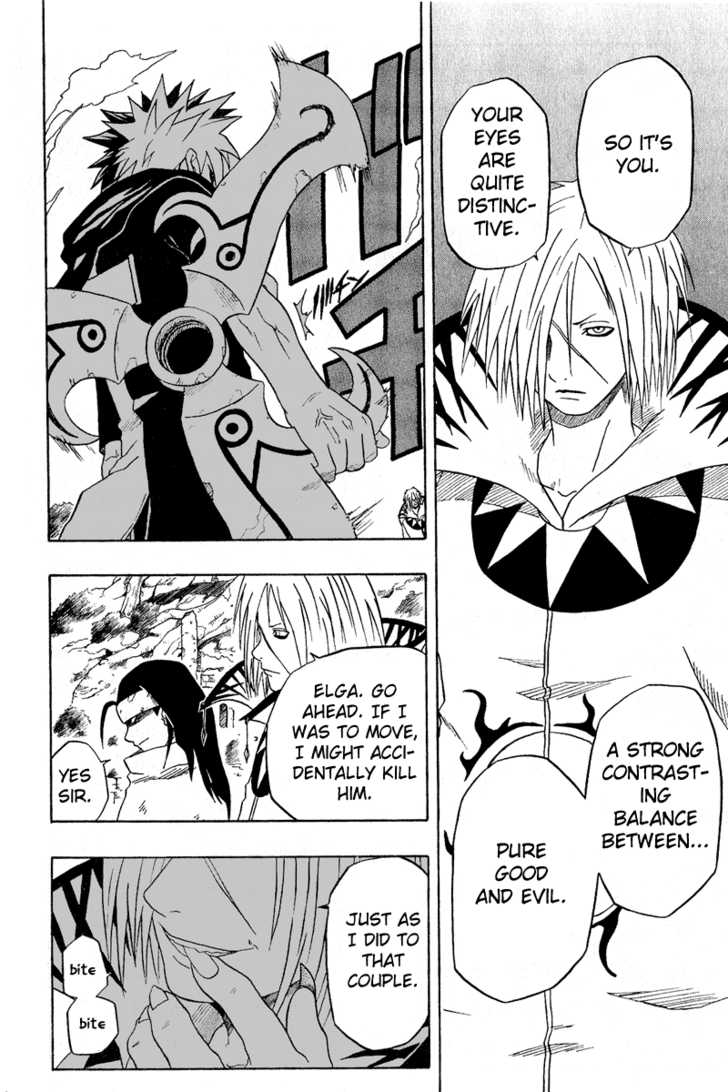 SO IT'S
YOU.
YOUR
EYES
ARE
QUITE
DISTINC-
TIVE.
A STRONG
CONTRAST-
ING
BALANCE
BETWEEN...
PURE
GOOD
AND EVIL.
ELGA. GO
AHEAD. IF I
WAS TO MOVE,
I MIGHT ACCI-
DENTALLY KILL
HIM.
YES
SIR.
JUST AS
I DID TO
THAT
COUPLE.
bite
bite